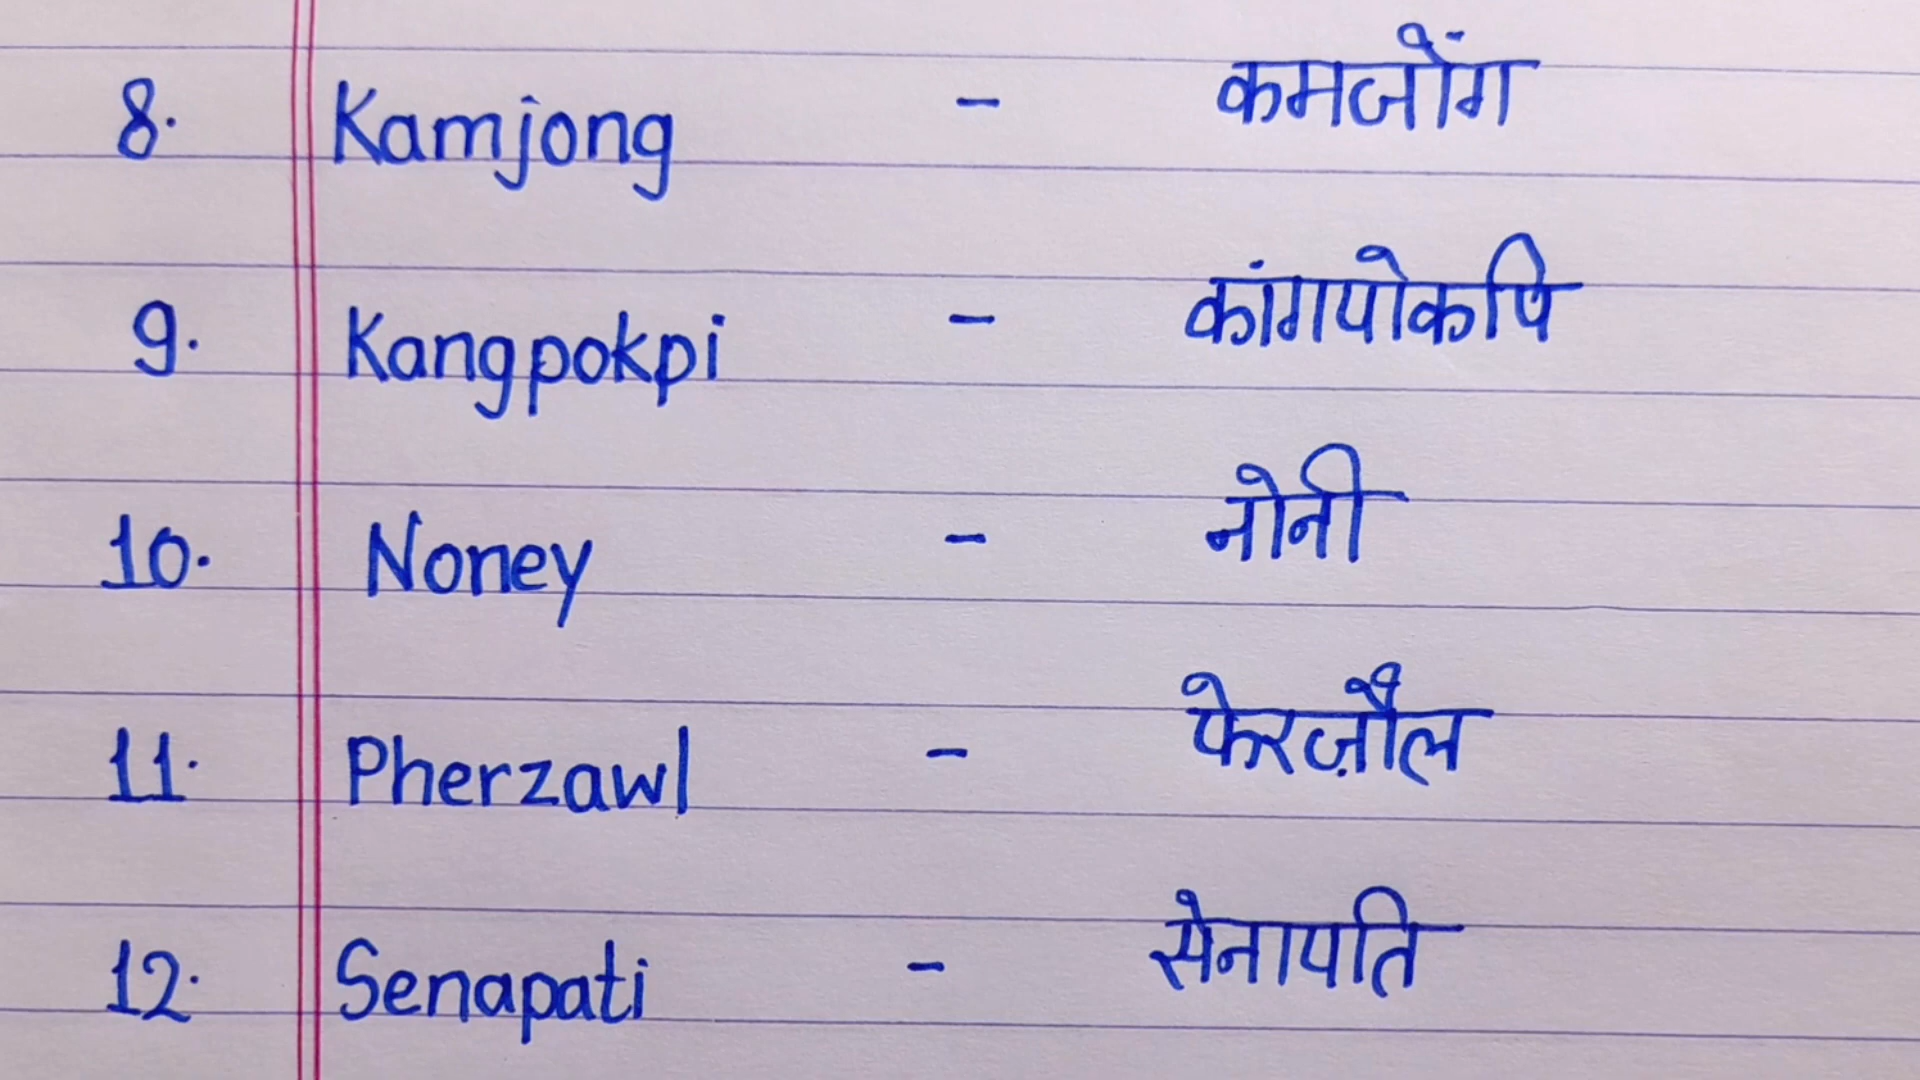 8. Kamjong - कमजोंग
9. Kangpokpi - कांगपोकपि
10. Noney - नोनी
11. Pherzawl - फेरज़ौल
12. Senapati - सेनापति